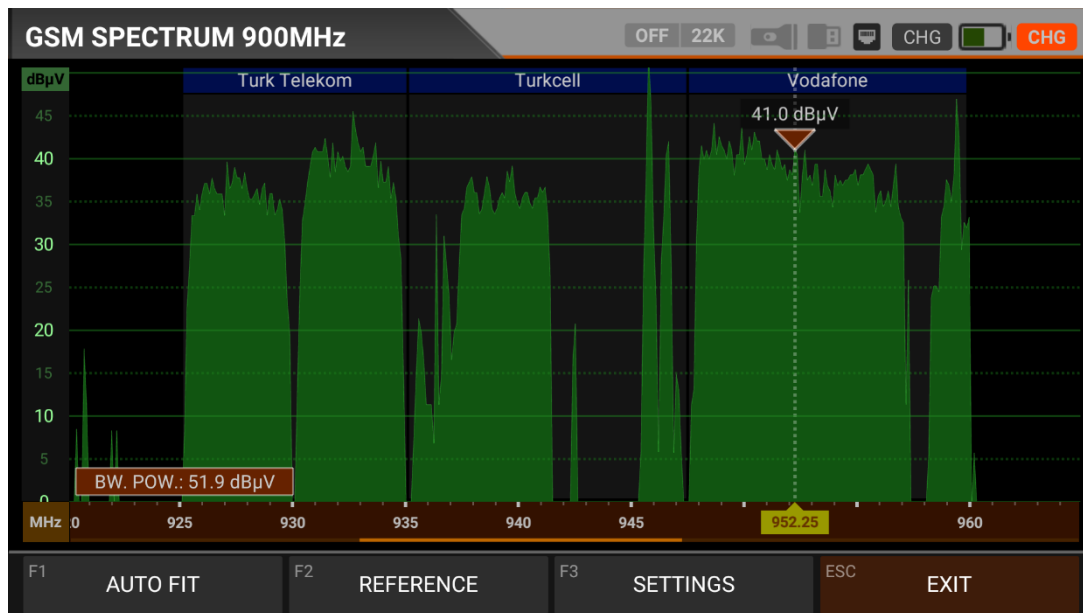 GSM SPECTRUM 900MHz
OFF 22K CHG CHG
dBµV Turk Telekom Turkcell Vodafone
45
41.0 dBµV
40
35
30
25
20
15
10
5
BW. POW.: 51.9 dBµV
0
MHz :0 925 930 935 940 945 952.25 960
F1 AUTO FIT F2 REFERENCE F3 SETTINGS ESC EXIT